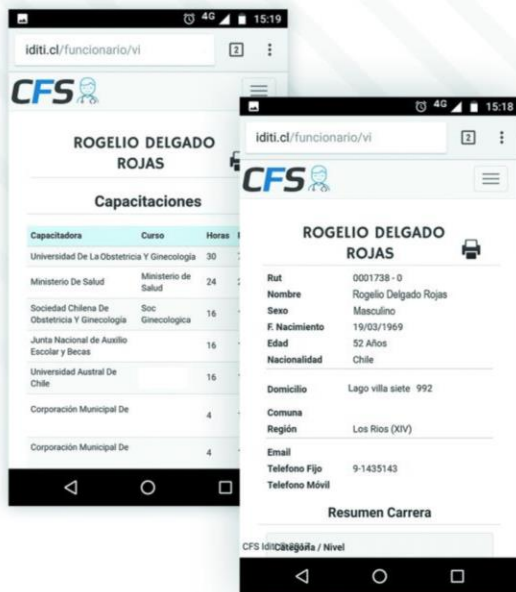 15:19
4G
iditi.cl/funcionario/vi
2
CFS
ROGELIO DELGADO
ROJAS
Capacitaciones
Capacitadora Curso Horas
Universidad De La Obstetricia Y Ginecología 30
Ministerio De Salud Ministerio de Salud 24
Sociedad Chilena De Obstetricia Y Ginecología Soc Ginecologica 16
Junta Nacional de Auxilio Escolar y Becas 16
Universidad Austral De Chile 16
Corporación Municipal De 4
Corporación Municipal De 4
4G 15:18
iditi.cl/funcionario/vi
2
CFS
ROGELIO DELGADO
ROJAS
Rut 0001738 - 0
Nombre Rogelio Delgado Rojas
Sexo Masculino
F. Nacimiento 19/03/1969
Edad 52 Años
Nacionalidad Chile
Domicilio Lago villa siete 992
Comuna
Región Los Rios (XIV)
Email
Telefono Fijo 9-1435143
Telefono Móvil
Resumen Carrera
Categoría / Nivel
CFS